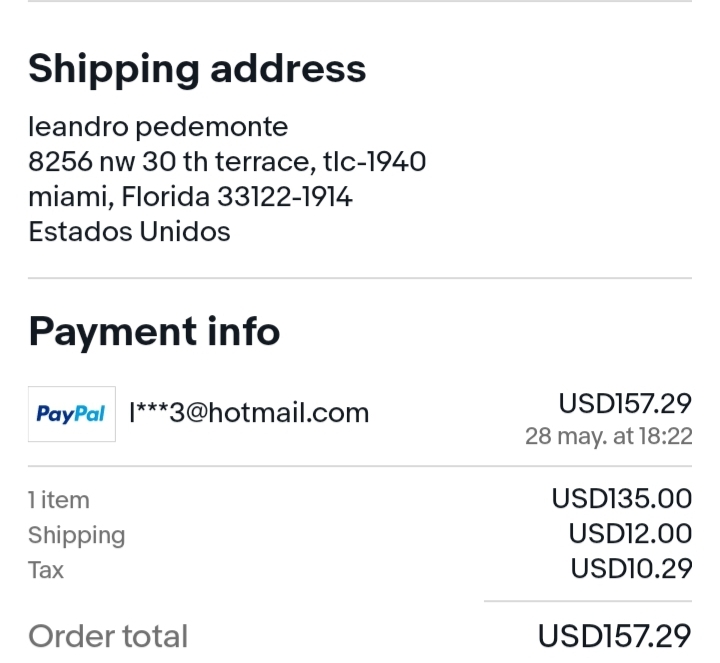 Shipping address
leandro pedemonte
8256 nw 30 th terrace, tlc-1940
miami, Florida 33122-1914
Estados Unidos
Payment info
PayPal l***3@hotmail.com USD157.29
28 may. at 18:22
1 item USD135.00
Shipping USD12.00
Tax USD10.29
Order total USD157.29